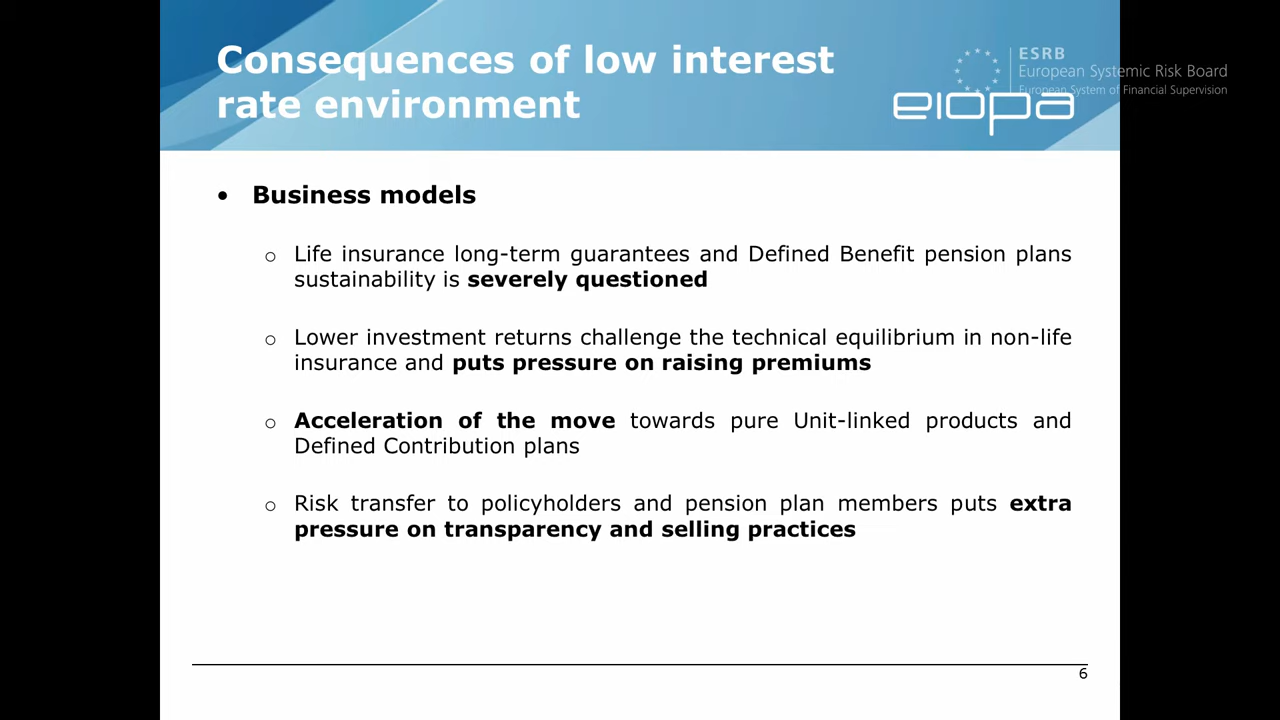 Consequences of low interest
rate environment
ESRB
European Systemic Risk Board
European System of Financial Supervision
eiopa
• Business models
o Life insurance long-term guarantees and Defined Benefit pension plans
sustainability is severely questioned
o Lower investment returns challenge the technical equilibrium in non-life
insurance and puts pressure on raising premiums
o Acceleration of the move towards pure Unit-linked products and
Defined Contribution plans
o Risk transfer to policyholders and pension plan members puts extra
pressure on transparency and selling practices
6